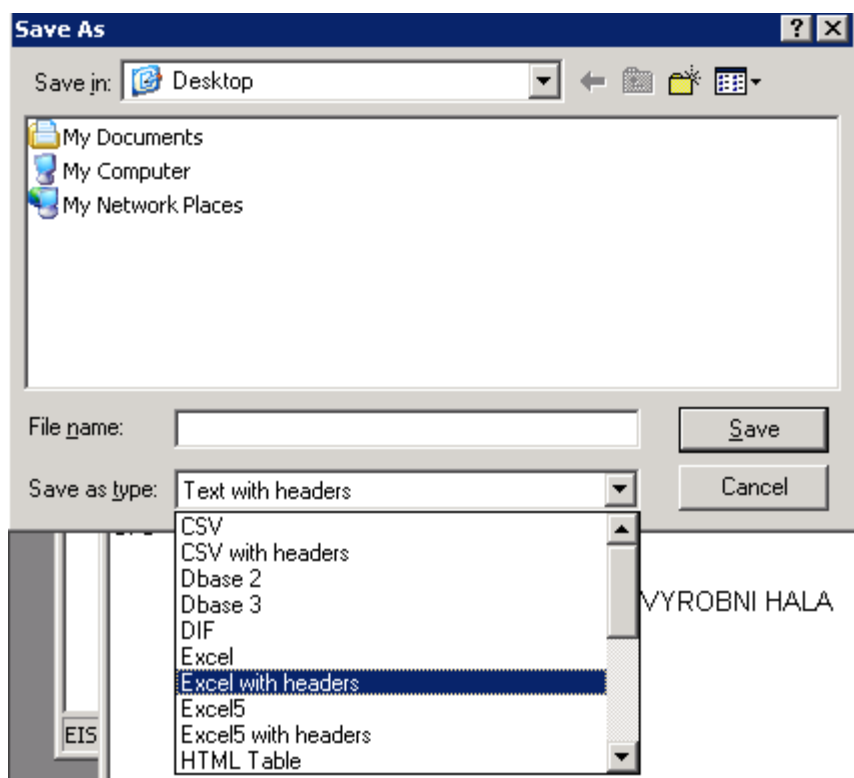 Save As
Save in: Desktop
My Documents
My Computer
My Network Places
File name:
Save
Save as type: Text with headers
Cancel
CSV
CSV with headers
Dbase 2
Dbase 3
DIF
Excel
Excel with headers
Excel5
Excel5 with headers
HTML Table
VYROBNI HALA
EIS